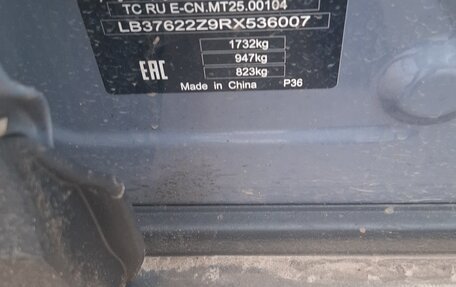 TC RU E-CN.MT25.00104
LB37622Z9RX536007
1732kg
947kg
EAC 823kg
Made in China P36